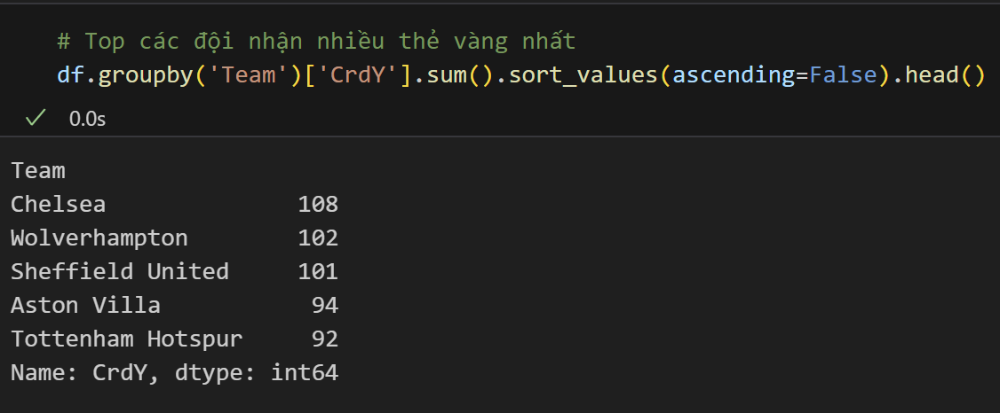 # Top các đội nhận nhiều thẻ vàng nhất
df.groupby('Team')['CrdY'].sum().sort_values(ascending=False).head()
0.0s
Team
Chelsea 108
Wolverhampton 102
Sheffield United 101
Aston Villa 94
Tottenham Hotspur 92
Name: CrdY, dtype: int64